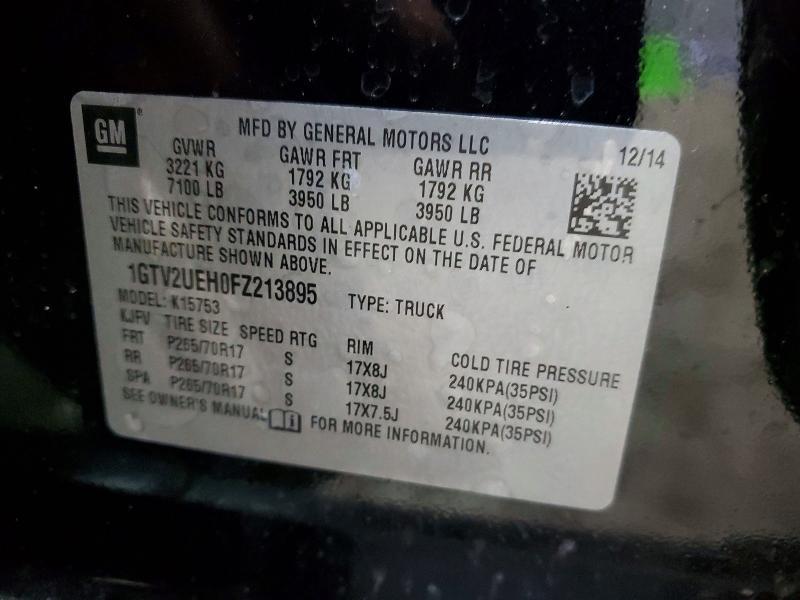 GM
MFD BY GENERAL MOTORS LLC 12/14
GVWR GAWR FRT GAWR RR
3221 KG 1792 KG 1792 KG
7100 LB 3950 LB 3950 LB
THIS VEHICLE CONFORMS TO ALL APPLICABLE U.S. FEDERAL MOTOR
VEHICLE SAFETY STANDARDS IN EFFECT ON THE DATE OF
MANUFACTURE SHOWN ABOVE.
1GTV2UEH0FZ213895 TYPE: TRUCK
MODEL: K15753
KJFV TIRE SIZE SPEED RTG RIM COLD TIRE PRESSURE
FRT P265/70R17 S 17X8J 240KPA(35PSI)
RR P265/70R17 S 17X8J 240KPA(35PSI)
SPA P265/70R17 S 17X7.5J 240KPA(35PSI)
SEE OWNER'S MANUAL i FOR MORE INFORMATION.